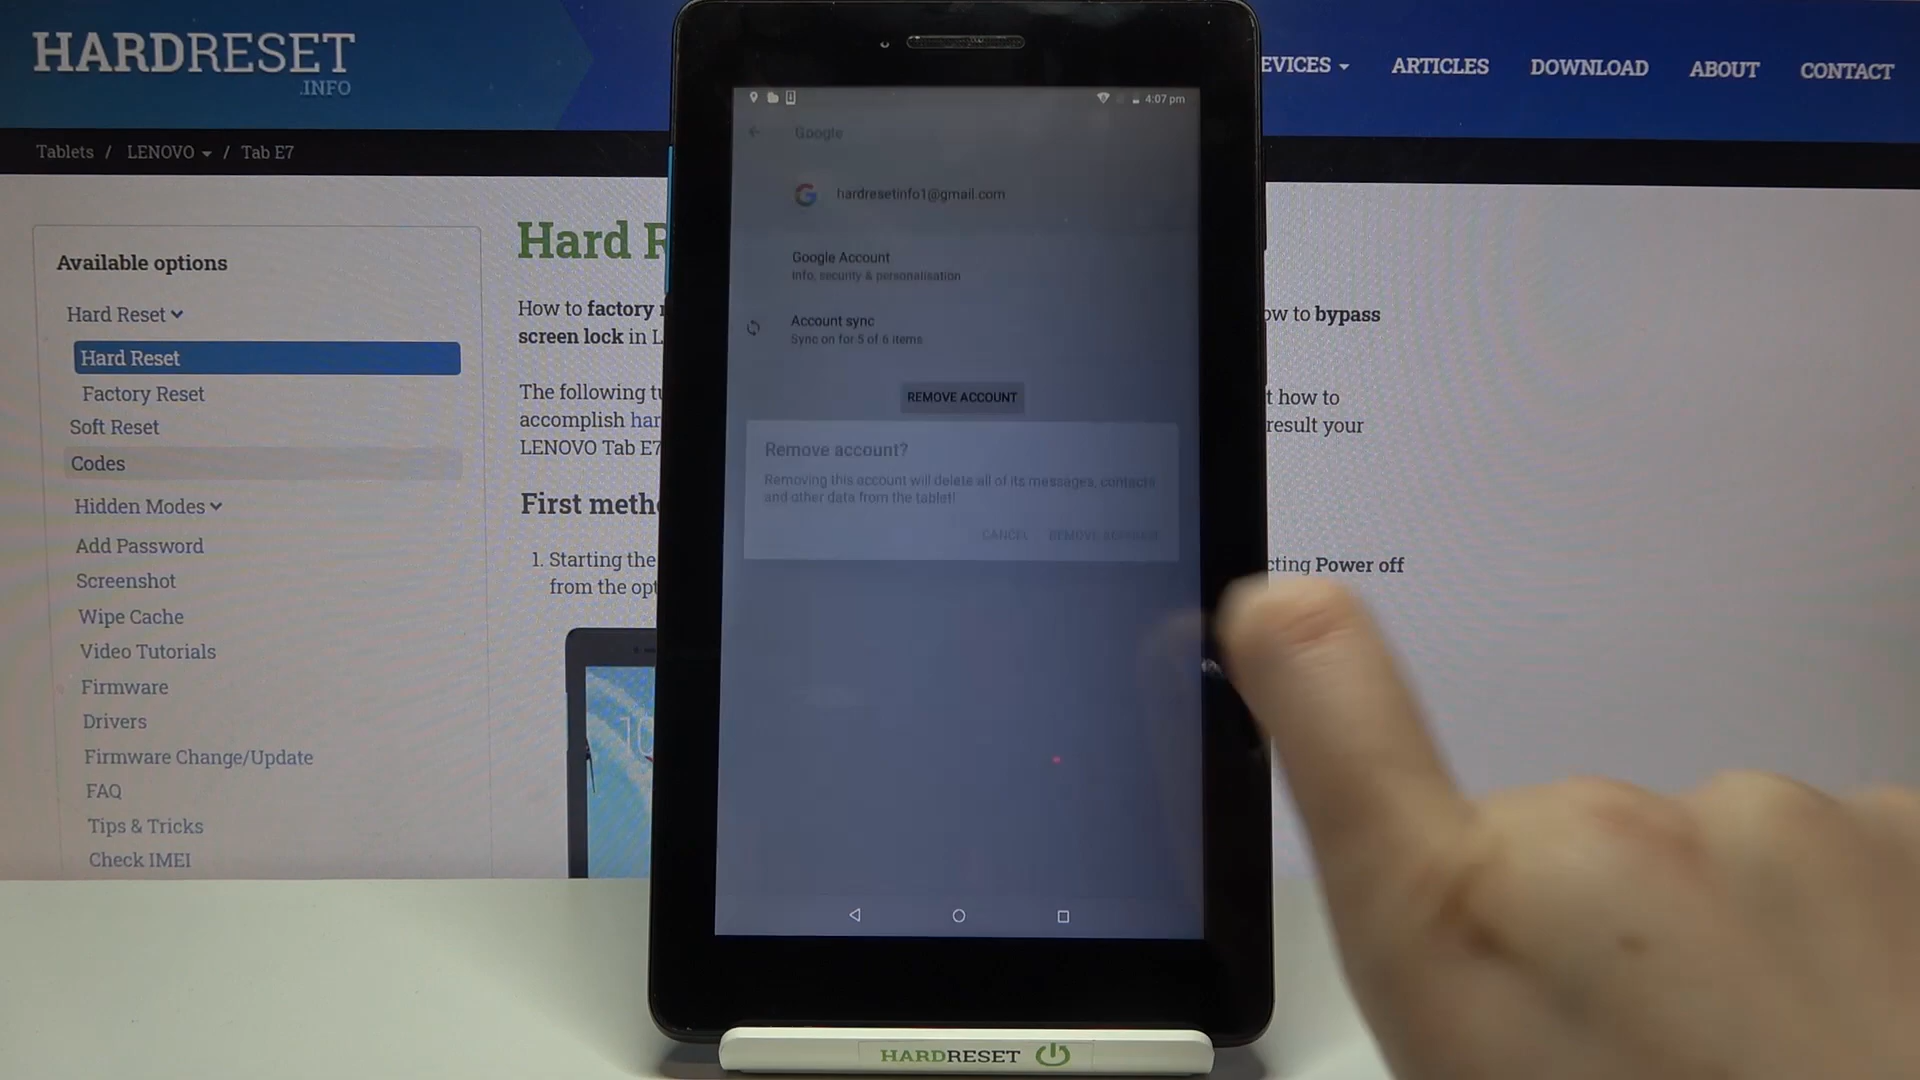 HARDRESET
.INFO
EVICES
ARTICLES
DOWNLOAD
ABOUT
CONTACT
Tablets / LENOVO / Tab E7
Available options
Hard Reset
Hard Reset
Factory Reset
Soft Reset
Codes
Hidden Modes
Add Password
Screenshot
Wipe Cache
Video Tutorials
Firmware
Drivers
Firmware Change/Update
FAQ
Tips & Tricks
Check IMEI
Hard R
How to factory
screen lock in L
The following
accomplish har
LENOVO Tab E7
First meth
1. Starting the
from the opt
ow to bypass
t how to
result your
cting Power off
4:07 pm
Google
hardresetinfo1@gmail.com
Google Account
Info, security & personalisation
Account sync
Sync on for 5 of 6 items
REMOVE ACCOUNT
Remove account?
Removing this account will delete all of its messages, contacts
and other data from the tablet!
CANCEL REMOVE ACCOUNT
HARDRESET